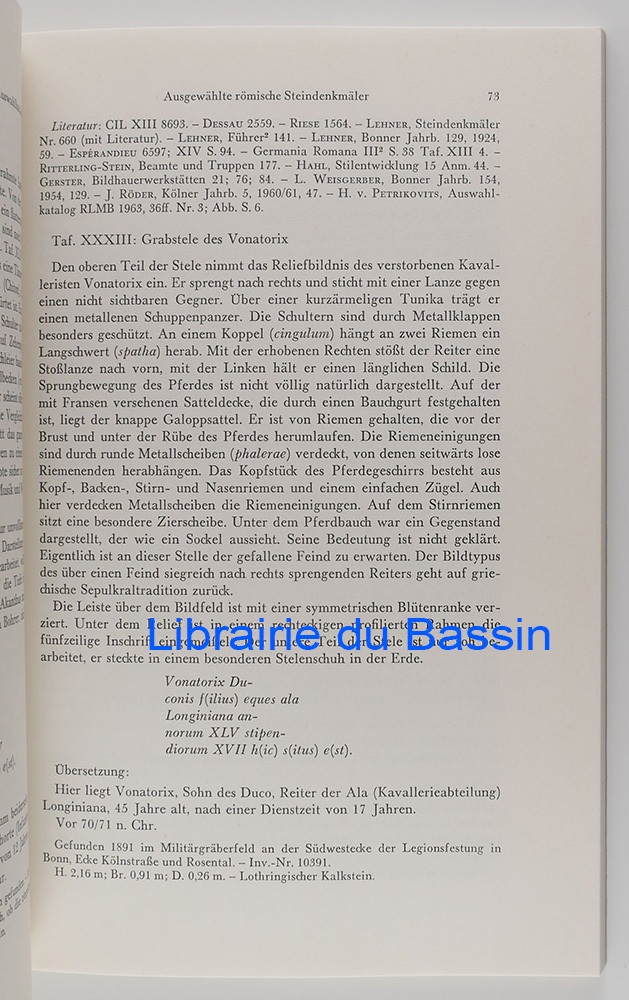 Ausgewählte römische Steindenkmäler 73
Literatur: CIL XIII 8693. – DESSAU 2559. – RIESE 1564. – LEHNER, Steindenkmäler
Nr. 660 (mit Literatur). – LEHNER, Führer² 141. – LEHNER, Bonner Jahrb. 129, 1924,
59. – ESPÉRANDIEU 6597; XIV S. 94. – Germania Romana III² S. 38 Taf. XIII 4. –
RITTERLING-STEIN, Beamte und Truppen 177. – HAHL, Stilentwicklung 15 Anm. 44. –
GERSTER, Bildhauerwerkstätten 21; 76; 84. – L. WEISGERBER, Bonner Jahrb. 154,
1954, 129. – J. RÖDER, Kölner Jahrb. 5, 1960/61, 47. – H. v. PETRIKOVITS, Auswahl-
katalog RLMB 1963, 36ff. Nr. 3; Abb. S. 6.
Taf. XXXIII: Grabstele des Vonatorix
Den oberen Teil der Stele nimmt das Reliefbildnis des verstorbenen Kaval-
leristen Vonatorix ein. Er sprengt nach rechts und sticht mit einer Lanze gegen
einen nicht sichtbaren Gegner. Über einer kurzärmeligen Tunika trägt er
einen metallenen Schuppenpanzer. Die Schultern sind durch Metallklappen
besonders geschützt. An einem Koppel (cingulum) hängt an zwei Riemen ein
Langschwert (spatha) herab. Mit der erhobenen Rechten stößt der Reiter eine
Stoßlanze nach vorn, mit der Linken hält er einen länglichen Schild. Die
Sprungbewegung des Pferdes ist nicht völlig natürlich dargestellt. Auf der
mit Fransen versehenen Satteldecke, die durch einen Bauchgurt festgehalten
ist, liegt der knappe Galoppsattel. Er ist von Riemen gehalten, die vor der
Brust und unter der Rübe des Pferdes herumlaufen. Die Riemeneinigungen
sind durch runde Metallscheiben (phalerae) verdeckt, von denen seitwärts lose
Riemenenden herabhängen. Das Kopfstück des Pferdegeschirrs besteht aus
Kopf-, Backen-, Stirn- und Nasenriemen und einem einfachen Zügel. Auch
hier verdecken Metallscheiben die Riemeneinigungen. Auf dem Stirnriemen
sitzt eine besondere Zierscheibe. Unter dem Pferdbauch war ein Gegenstand
dargestellt, der wie ein Sockel aussieht. Seine Bedeutung ist nicht geklärt.
Eigentlich ist an dieser Stelle der gefallene Feind zu erwarten. Der Bildtypus
des über einen Feind siegreich nach rechts sprengenden Reiters geht auf grie-
chische Sepulkraltradition zurück.
Die Leiste über dem Bildfeld ist mit einer symmetrischen Blütenranke ver-
ziert. Unter dem Relief ist in einem rechteckigen profilierten Rahmen die
Librairie du Bassin
fünfzeilige Inschrift eingemeißelt. Der untere Teil der Stele ist nur roh be-
arbeitet, er steckte in einem besonderen Stelenschuh in der Erde.
Vonatorix Du-
conis f(ilius) eques ala
Longiniana an-
norum XLV stipen-
diorum XVII h(ic) s(itus) e(st).
Übersetzung:
Hier liegt Vonatorix, Sohn des Duco, Reiter der Ala (Kavallerieabteilung)
Longiniana, 45 Jahre alt, nach einer Dienstzeit von 17 Jahren.
Vor 70/71 n. Chr.
Gefunden 1891 im Militärgräberfeld an der Südwestecke der Legionsfestung in
Bonn, Ecke Kölnstraße und Rosental. – Inv.-Nr. 10391.
H. 2,16 m; Br. 0,91 m; D. 0,26 m. – Lothringischer Kalkstein.